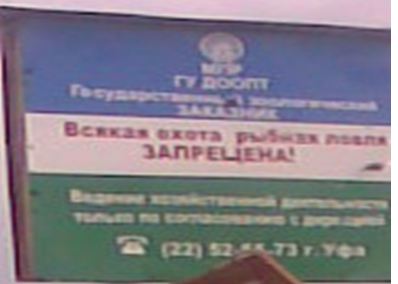 МПР
ГУ ДООПТ
Государственный зоологический
ЗАКАЗНИК
Всякая охота рыбная ловля
ЗАПРЕЩЕНА!
Ведение хозяйственной деятельности
только по согласованию с дирекцией
☎ (22) 52- -73 г. Уфа